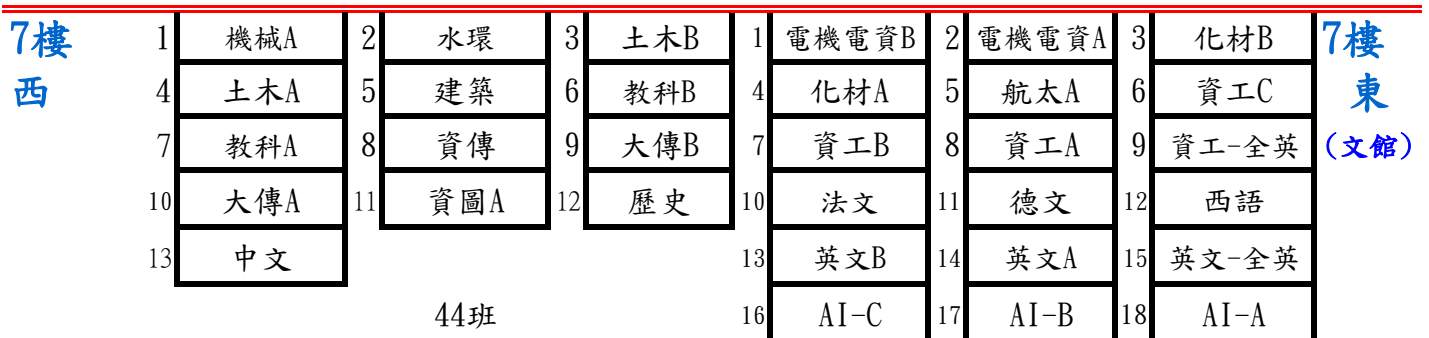 7樓 1 機械A 2 水環 3 土木B 1 電機電資B 2 電機電資A 3 化材B 7樓
西 4 土木A 5 建築 6 教科B 4 化材A 5 航太A 6 資工C 東
7 教科A 8 資傳 9 大傳B 7 資工B 8 資工A 9 資工-全英 (文館)
10 大傳A 11 資圖A 12 歷史 10 法文 11 德文 12 西語
13 中文 13 英文B 14 英文A 15 英文-全英
44班 16 AI-C 17 AI-B 18 AI-A